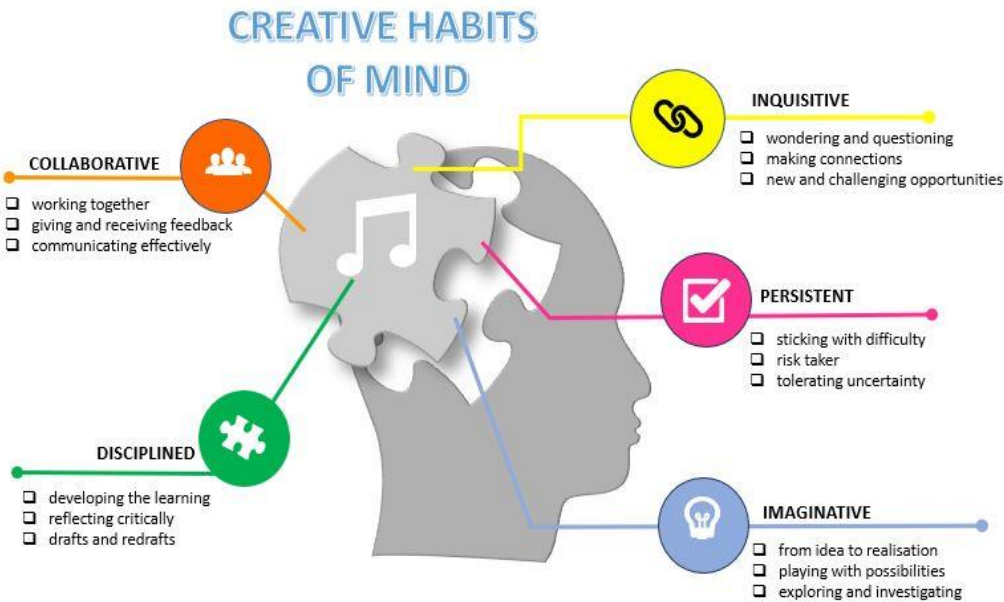 CREATIVE HABITS
OF MIND
COLLABORATIVE
working together
giving and receiving feedback
communicating effectively
DISCIPLINED
developing the learning
reflecting critically
drafts and redrafts
INQUISITIVE
wondering and questioning
making connections
new and challenging opportunities
PERSISTENT
sticking with difficulty
risk taker
tolerating uncertainty
IMAGINATIVE
from idea to realisation
playing with possibilities
exploring and investigating